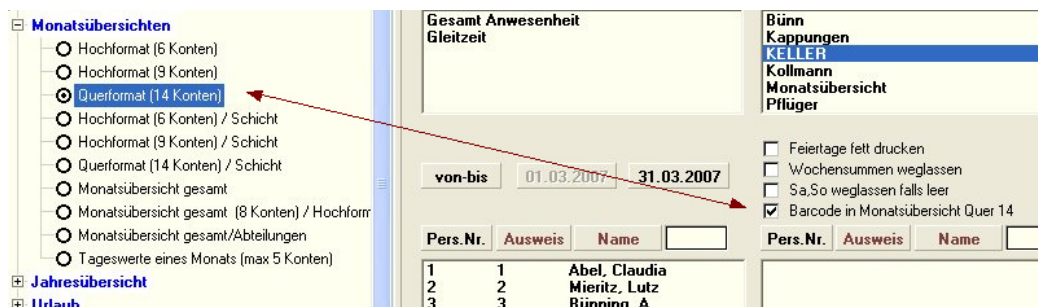 Monatsübersichten
Hochformat (6 Konten)
Hochformat (9 Konten)
Querformat (14 Konten)
Hochformat (6 Konten) / Schicht
Hochformat (9 Konten) / Schicht
Querformat (14 Konten) / Schicht
Monatsübersicht gesamt
Monatsübersicht gesamt (8 Konten) / Hochform
Monatsübersicht gesamt/Abteilungen
Tageswerte eines Monats (max 5 Konten)
Jahresübersicht
Urlaub
Gesamt Anwesenheit
Gleitzeit
von-bis 01.03.2007 31.03.2007
Pers.Nr. Ausweis Name
1 1 Abel, Claudia
2 2 Mieritz, Lutz
3 3 Bünning, A.
Bünn
Kappungen
KELLER
Kollmann
Monatsübersicht
Pflüger
Feiertage fett drucken
Wochensummen weglassen
Sa,So weglassen falls leer
Barcode in Monatsübersicht Quer 14
Pers.Nr. Ausweis Name